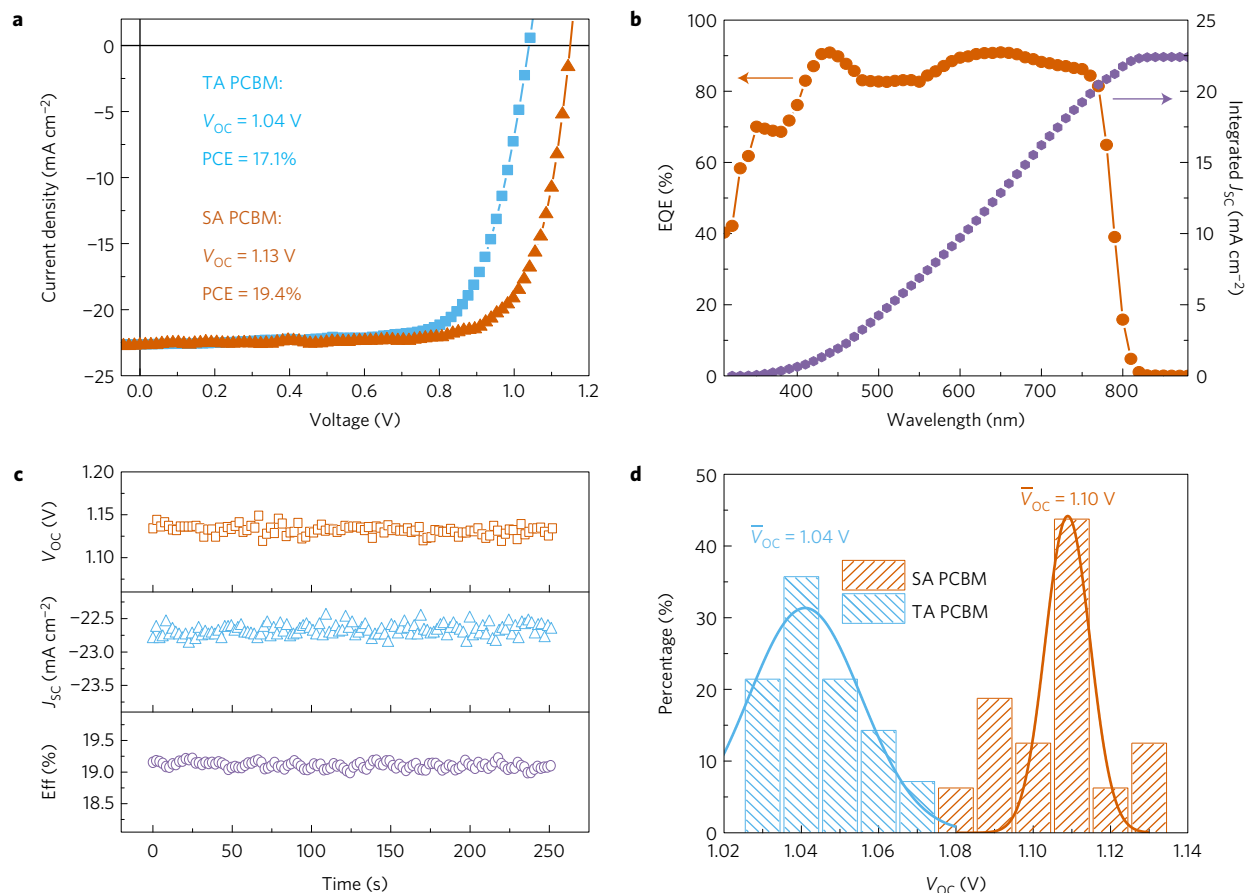 a
0
−5
−10
−15
−20
−25
Current density (mA cm−2)
TA PCBM:
VOC = 1.04 V
PCE = 17.1%
SA PCBM:
VOC = 1.13 V
PCE = 19.4%
0.0 0.2 0.4 0.6 0.8 1.0 1.2
Voltage (V)
b
100
80
60
40
20
0
EQE (%)
25
20
15
10
5
0
Integrated JSC (mA cm−2)
400 500 600 700 800
Wavelength (nm)
c
1.20
1.15
1.10
VOC (V)
−22.5
−23.0
−23.5
JSC (mA cm−2)
19.5
19.0
18.5
Eff (%)
0 50 100 150 200 250
Time (s)
d
50
40
30
20
10
0
Percentage (%)
V̅OC = 1.04 V
V̅OC = 1.10 V
SA PCBM
TA PCBM
1.02 1.04 1.06 1.08 1.10 1.12 1.14
VOC (V)